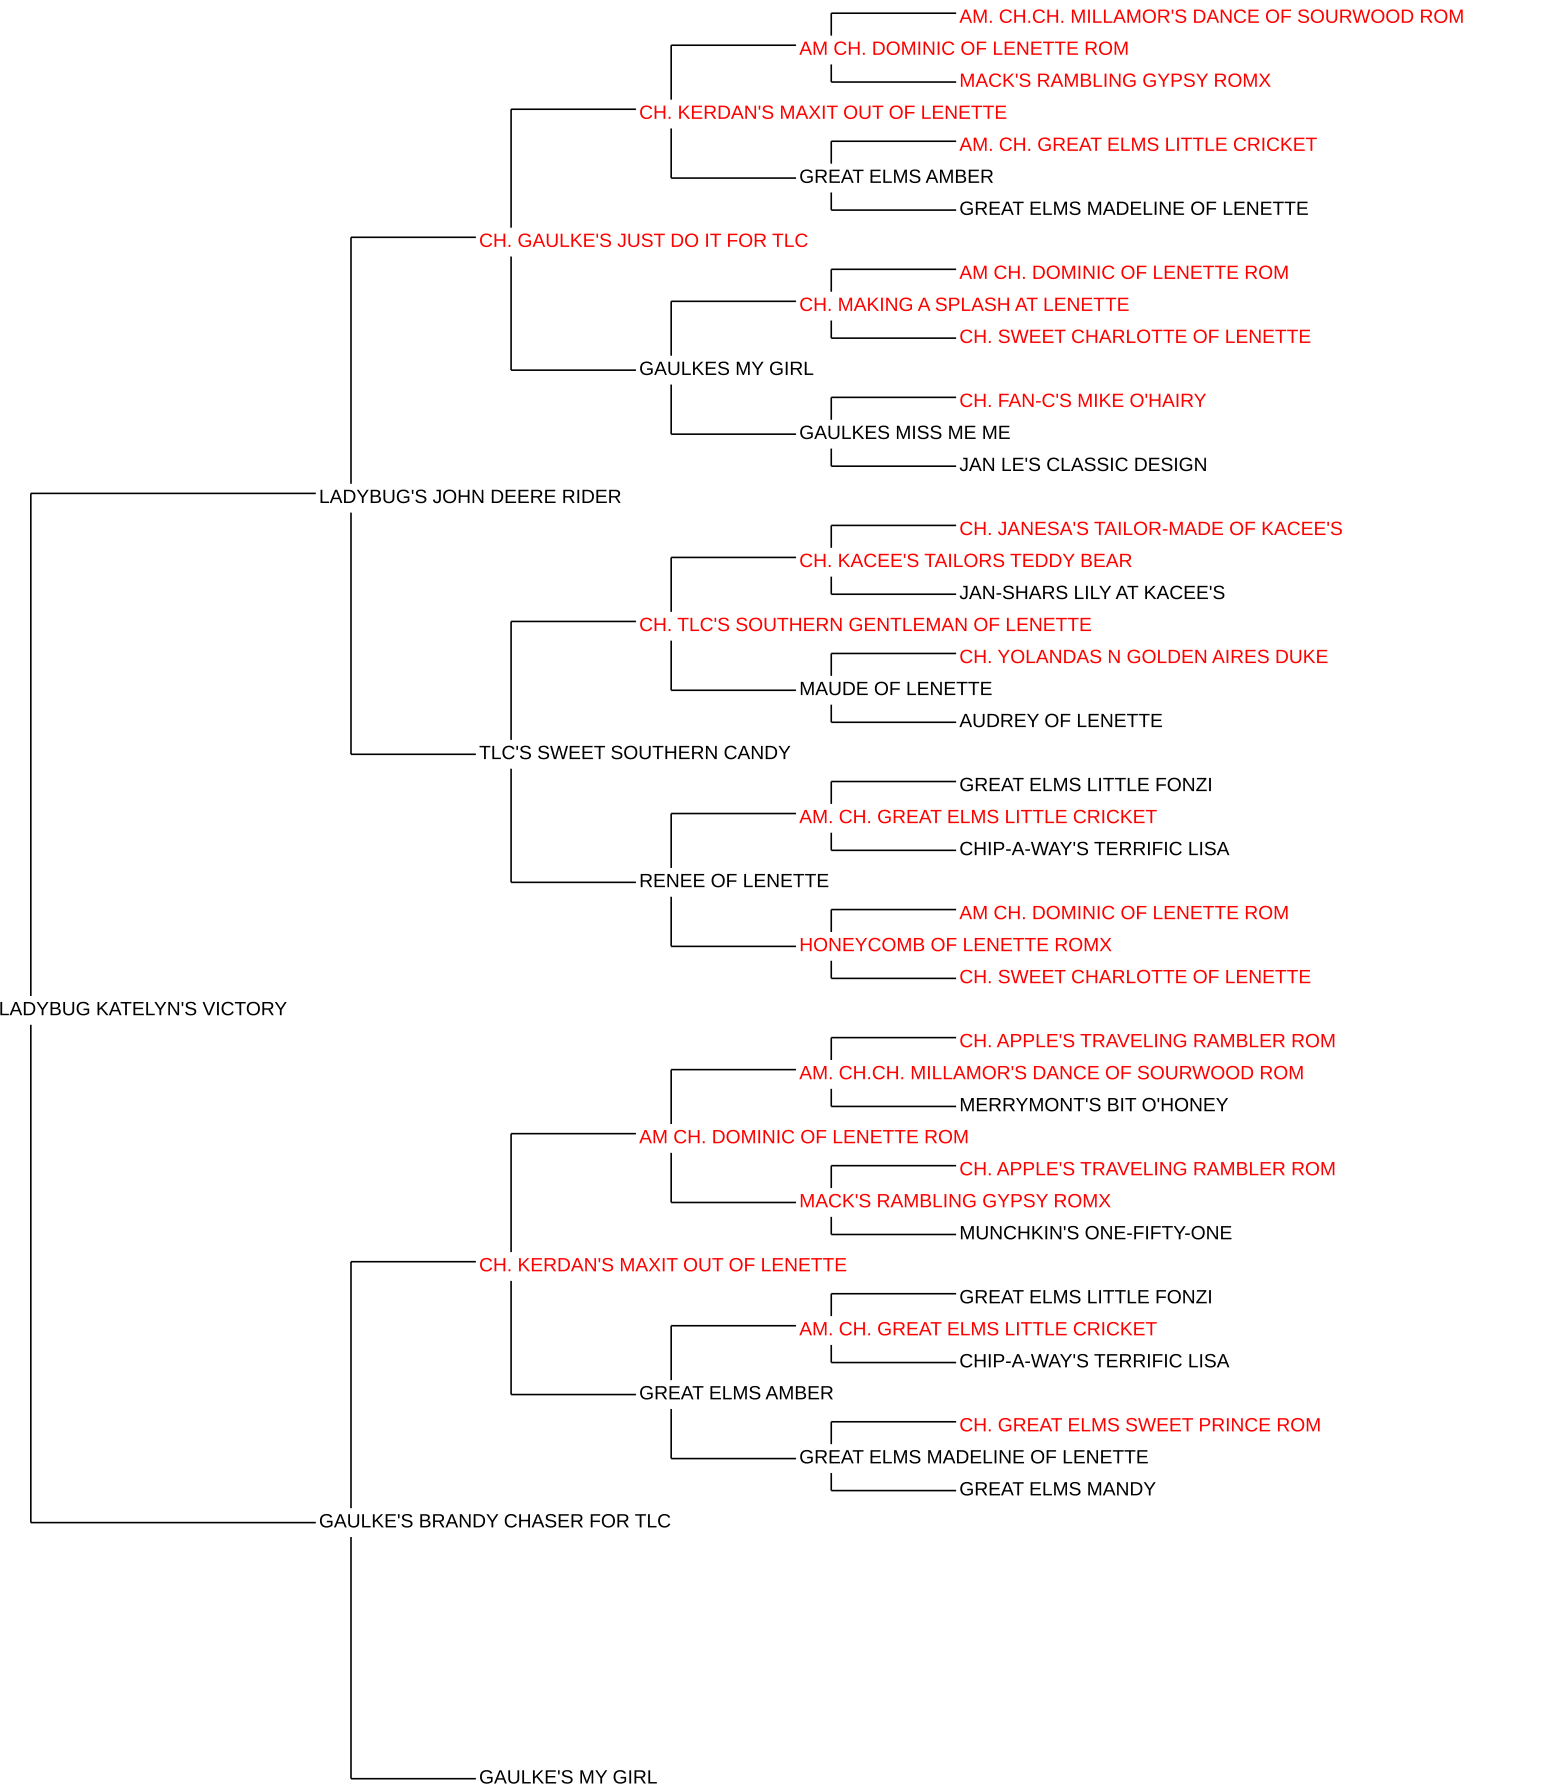 AM. CH.CH. MILLAMOR'S DANCE OF SOURWOOD ROM
AM CH. DOMINIC OF LENETTE ROM
MACK'S RAMBLING GYPSY ROMX
CH. KERDAN'S MAXIT OUT OF LENETTE
AM. CH. GREAT ELMS LITTLE CRICKET
GREAT ELMS AMBER
GREAT ELMS MADELINE OF LENETTE
CH. GAULKE'S JUST DO IT FOR TLC
AM CH. DOMINIC OF LENETTE ROM
CH. MAKING A SPLASH AT LENETTE
CH. SWEET CHARLOTTE OF LENETTE
GAULKES MY GIRL
CH. FAN-C'S MIKE O'HAIRY
GAULKES MISS ME ME
JAN LE'S CLASSIC DESIGN
LADYBUG'S JOHN DEERE RIDER
CH. JANESA'S TAILOR-MADE OF KACEE'S
CH. KACEE'S TAILORS TEDDY BEAR
JAN-SHARS LILY AT KACEE'S
CH. TLC'S SOUTHERN GENTLEMAN OF LENETTE
CH. YOLANDAS N GOLDEN AIRES DUKE
MAUDE OF LENETTE
AUDREY OF LENETTE
TLC'S SWEET SOUTHERN CANDY
GREAT ELMS LITTLE FONZI
AM. CH. GREAT ELMS LITTLE CRICKET
CHIP-A-WAY'S TERRIFIC LISA
RENEE OF LENETTE
AM CH. DOMINIC OF LENETTE ROM
HONEYCOMB OF LENETTE ROMX
CH. SWEET CHARLOTTE OF LENETTE
LADYBUG KATELYN'S VICTORY
CH. APPLE'S TRAVELING RAMBLER ROM
AM. CH.CH. MILLAMOR'S DANCE OF SOURWOOD ROM
MERRYMONT'S BIT O'HONEY
AM CH. DOMINIC OF LENETTE ROM
CH. APPLE'S TRAVELING RAMBLER ROM
MACK'S RAMBLING GYPSY ROMX
MUNCHKIN'S ONE-FIFTY-ONE
CH. KERDAN'S MAXIT OUT OF LENETTE
GREAT ELMS LITTLE FONZI
AM. CH. GREAT ELMS LITTLE CRICKET
CHIP-A-WAY'S TERRIFIC LISA
GREAT ELMS AMBER
CH. GREAT ELMS SWEET PRINCE ROM
GREAT ELMS MADELINE OF LENETTE
GREAT ELMS MANDY
GAULKE'S BRANDY CHASER FOR TLC
GAULKE'S MY GIRL